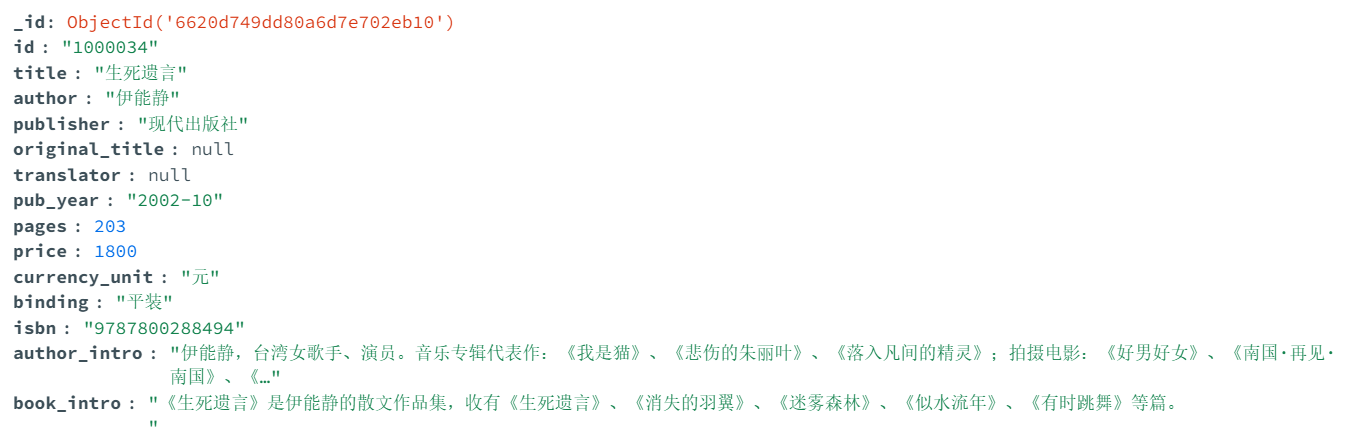 _id: ObjectId('6620d749dd80a6d7e702eb10')
id : "1000034"
title : "生死遗言"
author : "伊能静"
publisher : "现代出版社"
original_title : null
translator : null
pub_year : "2002-10"
pages : 203
price : 1800
currency_unit : "元"
binding : "平装"
isbn : "9787800288494"
author_intro : "伊能静，台湾女歌手、演员。音乐专辑代表作：《我是猫》、《悲伤的朱丽叶》、《落入凡间的精灵》；拍摄电影：《好男好女》、《南国·再见·
南国》、《…"
book_intro : "《生死遗言》是伊能静的散文作品集，收有《生死遗言》、《消失的羽翼》、《迷雾森林》、《似水流年》、《有时跳舞》等篇。
"